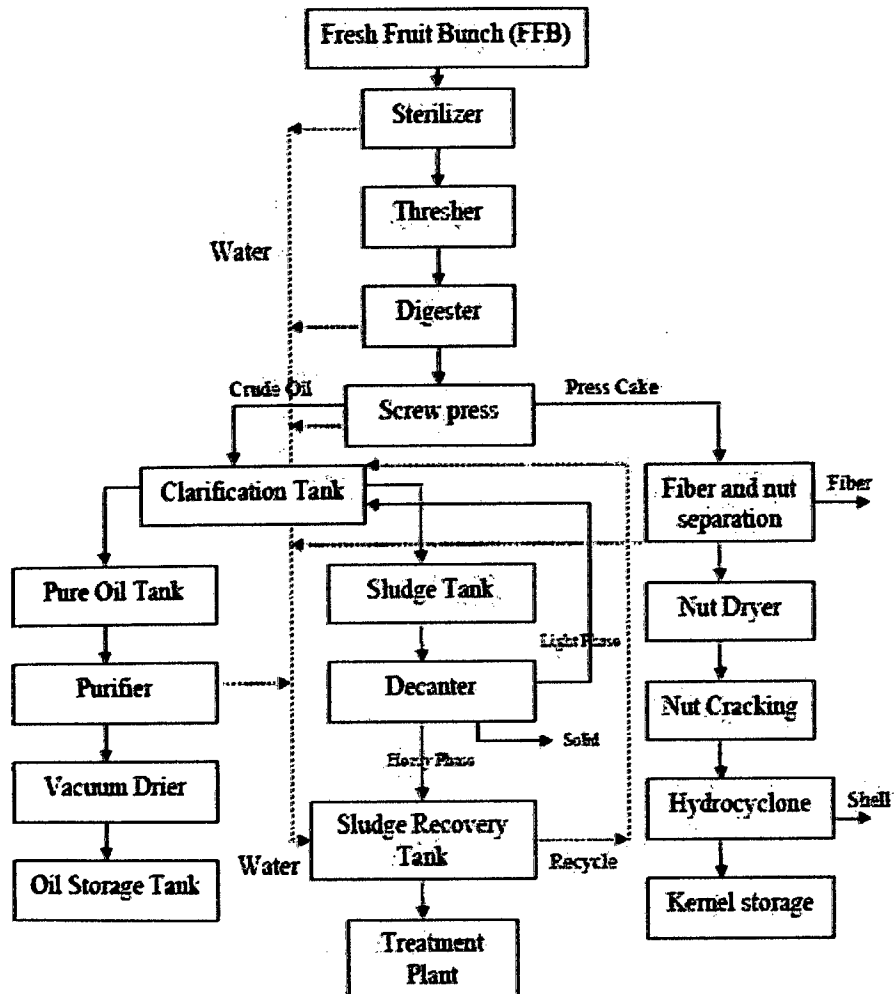 Fresh Fruit Bunch (FFB)
Sterilizer
Thresher
Water
Digester
Crude Oil
Press Cake
Screw press
Clarification Tank
Fiber and nut
separation
Fiber
Pure Oil Tank
Sludge Tank
Nut Dryer
Light Phase
Purifier
Decanter
Nut Cracking
Solid
Heavy Phase
Vacuum Drier
Hydrocyclone
Shell
Sludge Recovery
Tank
Water
Recycle
Oil Storage Tank
Kernel storage
Treatment
Plant